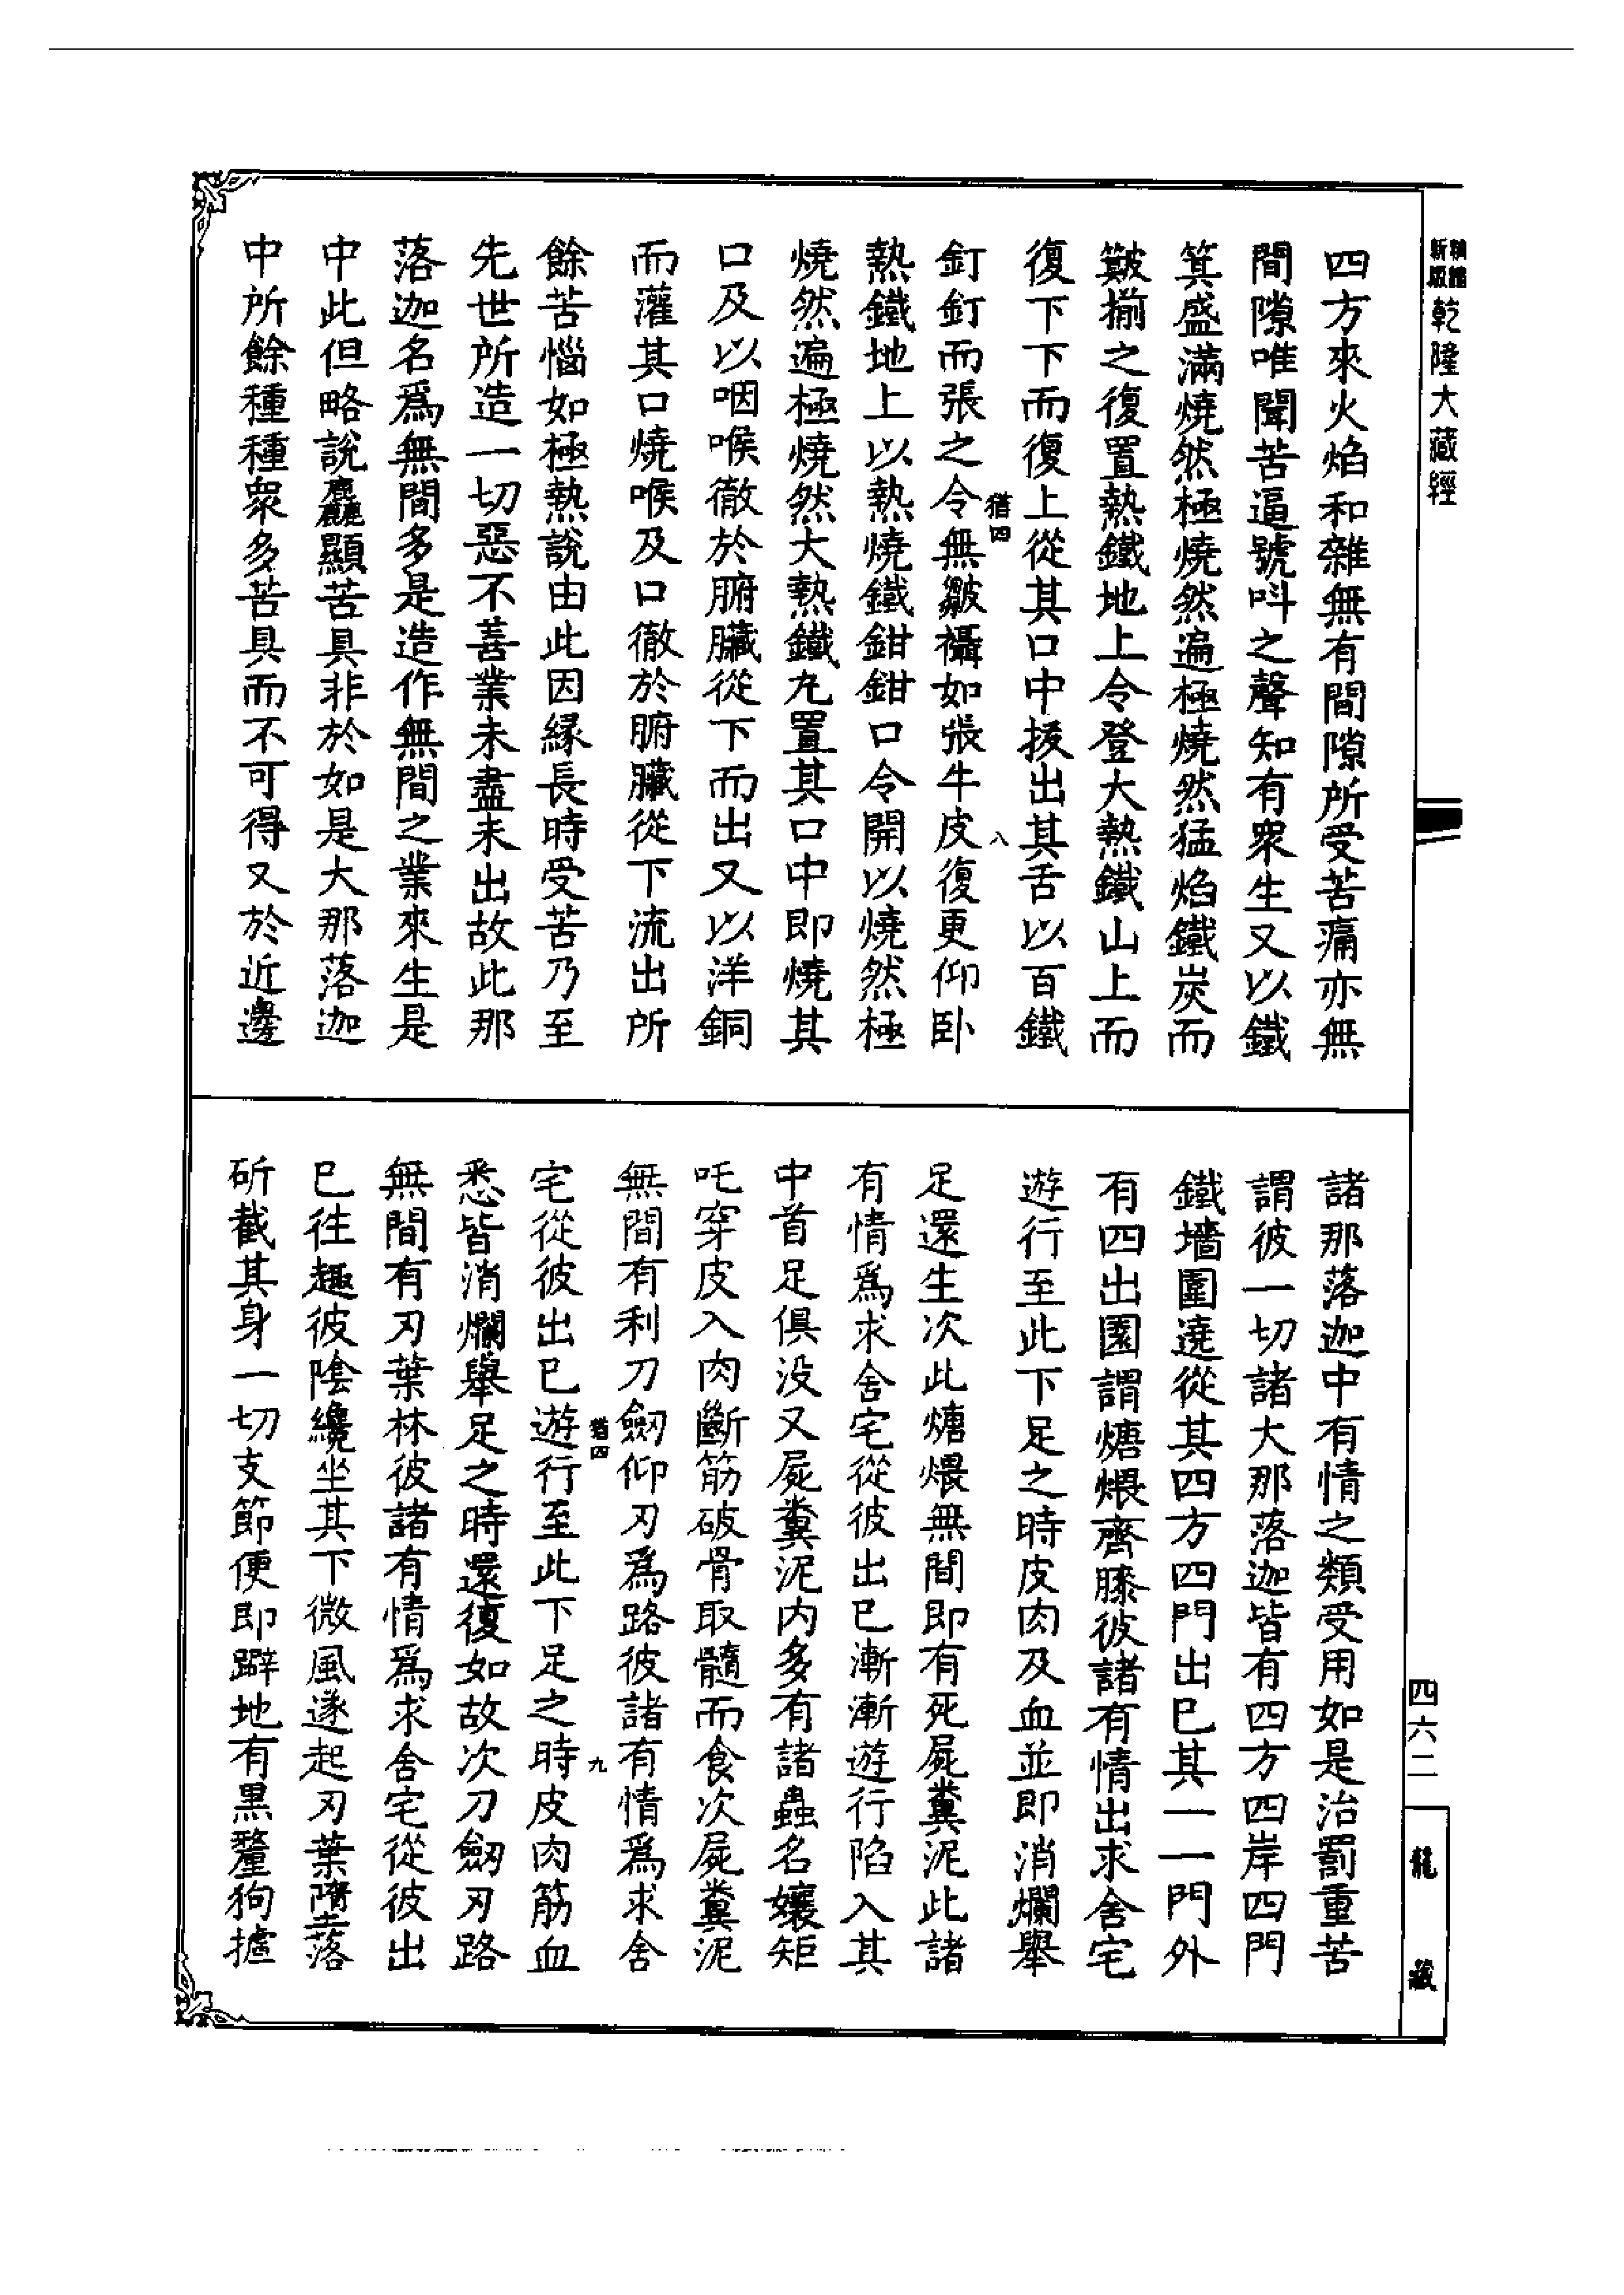 精縮新版乾隆大藏經
四方來火焰和雜無有間隙所受苦痛亦無
間隙唯聞苦逼號呌之聲知有衆生又以鐵
箕盛滿燒然極燒然遍極燒然猛焰鐵炭而
簸揃之復置熱鐵地上令登大熱鐵山上而
復下下而復上從其口中拔出其舌以百鐵
猶四
八
釘釘而張之令無皺襵如張牛皮復更仰卧
熱鐵地上以熱燒鐵鉗鉗口令開以燒然極
燒然遍極燒然大熱鐵丸置其口中即燒其
口及以咽喉徹於腑臟從下而出又以洋銅
而灌其口燒喉及口徹於腑臟從下流出所
餘苦惱如極熱說由此因縁長時受苦乃至
先世所造一切惡不善業未盡未出故此那
落迦名爲無間多是造作無間之業來生是
中此但略說麤顯苦具非於如是大那落迦
中所餘種種衆多苦具而不可得又於近邊
諸那落迦中有情之類受用如是治罰重苦
謂彼一切諸大那落迦皆有四方四岸四門
鐵墻圍遶從其四方四門出已其一一門外
有四出園謂煻煨齊膝彼諸有情出求舍宅
遊行至此下足之時皮肉及血並即消爛舉
足還生次此煻煨無間即有死屍糞泥此諸
有情爲求舍宅從彼出已漸漸遊行陷入其
中首足俱没又屍糞泥内多有諸蟲名孃矩
吒穿皮入肉斷筋破骨取髓而食次屍糞泥
無間有利刀劒仰刃爲路彼諸有情爲求舍
猶四
九
宅從彼出已遊行至此下足之時皮肉筋血
悉皆消爛舉足之時還復如故次刀劒刃路
無間有刃葉林彼諸有情爲求舍宅從彼出
已往趣彼陰纔坐其下微風遂起刃葉墮落
斫截其身一切支節便即躃地有黒黧狗摣
四六二
龍藏